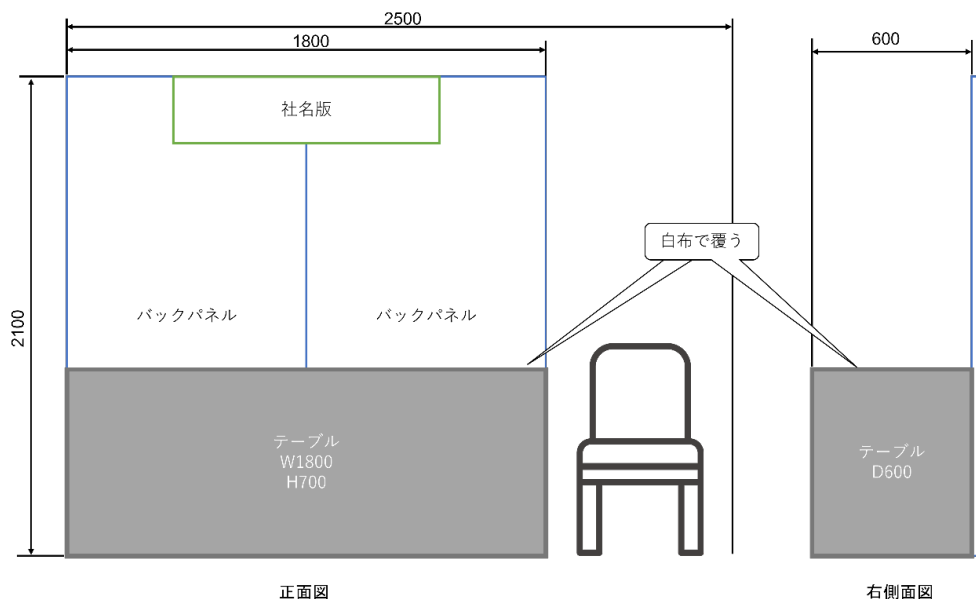 2500
1800
600
社名版
白布で覆う
2100
バックパネル
バックパネル
テーブル
W1800
H700
テーブル
D600
正面図
右側面図